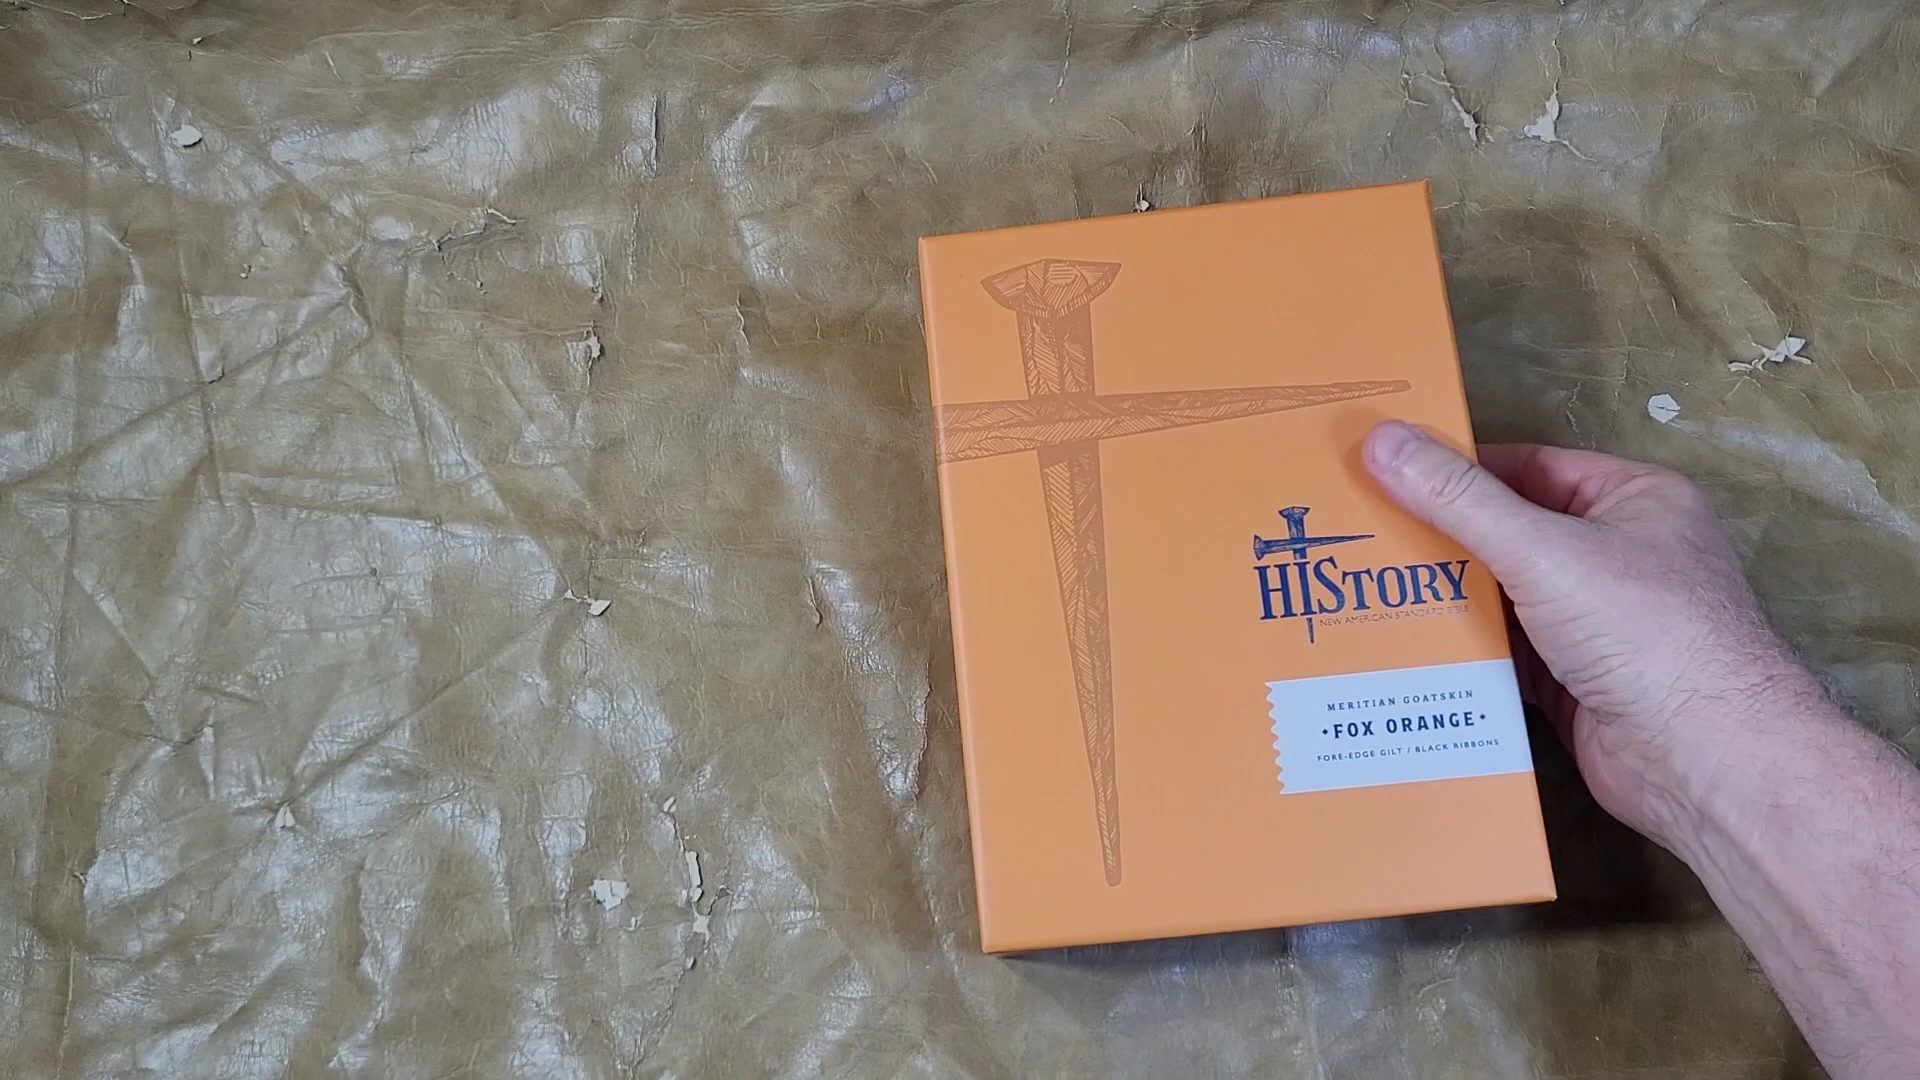 HIStory
NEW AMERICAN STANDARD BIBLE
MERITIAN GOATSKIN
•FOX ORANGE•
FORE-EDGE GILT / BLACK RIBBONS